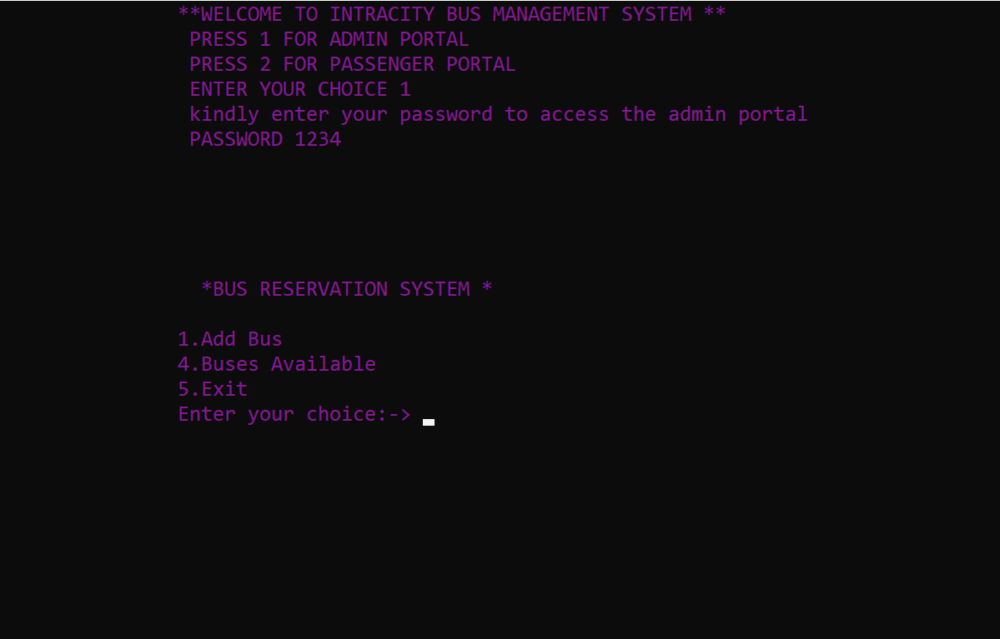 **WELCOME TO INTRACITY BUS MANAGEMENT SYSTEM **
PRESS 1 FOR ADMIN PORTAL
PRESS 2 FOR PASSENGER PORTAL
ENTER YOUR CHOICE 1
kindly enter your password to access the admin portal
PASSWORD 1234
*BUS RESERVATION SYSTEM *
1.Add Bus
4.Buses Available
5.Exit
Enter your choice:->